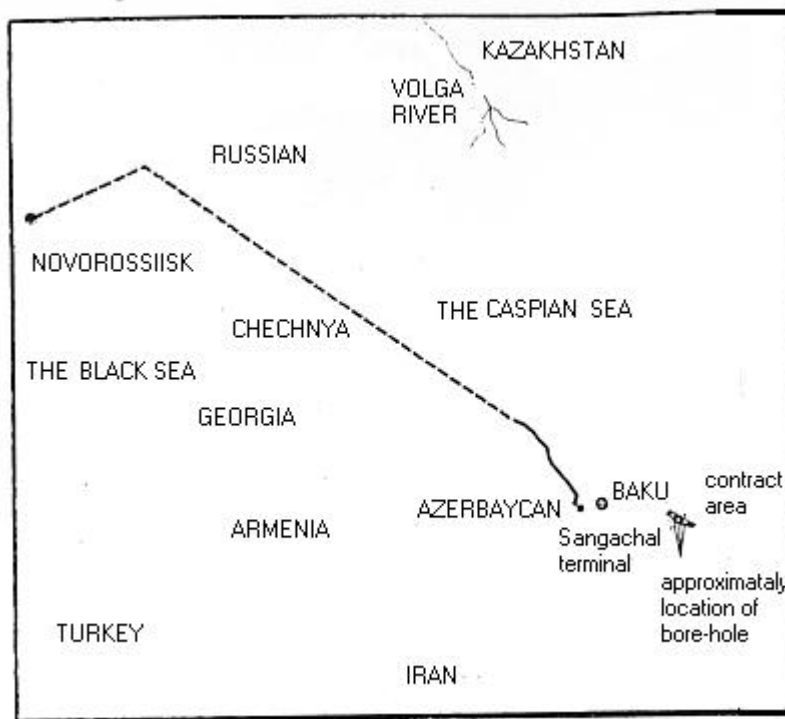 KAZAKHSTAN
VOLGA
RIVER
RUSSIAN
NOVOROSSIISK
THE CASPIAN SEA
CHECHNYA
THE BLACK SEA
GEORGIA
contract
area
BAKU
AZERBAYCAN
ARMENIA
Sangachal
terminal
approximataly
location of
bore-hole
TURKEY
IRAN